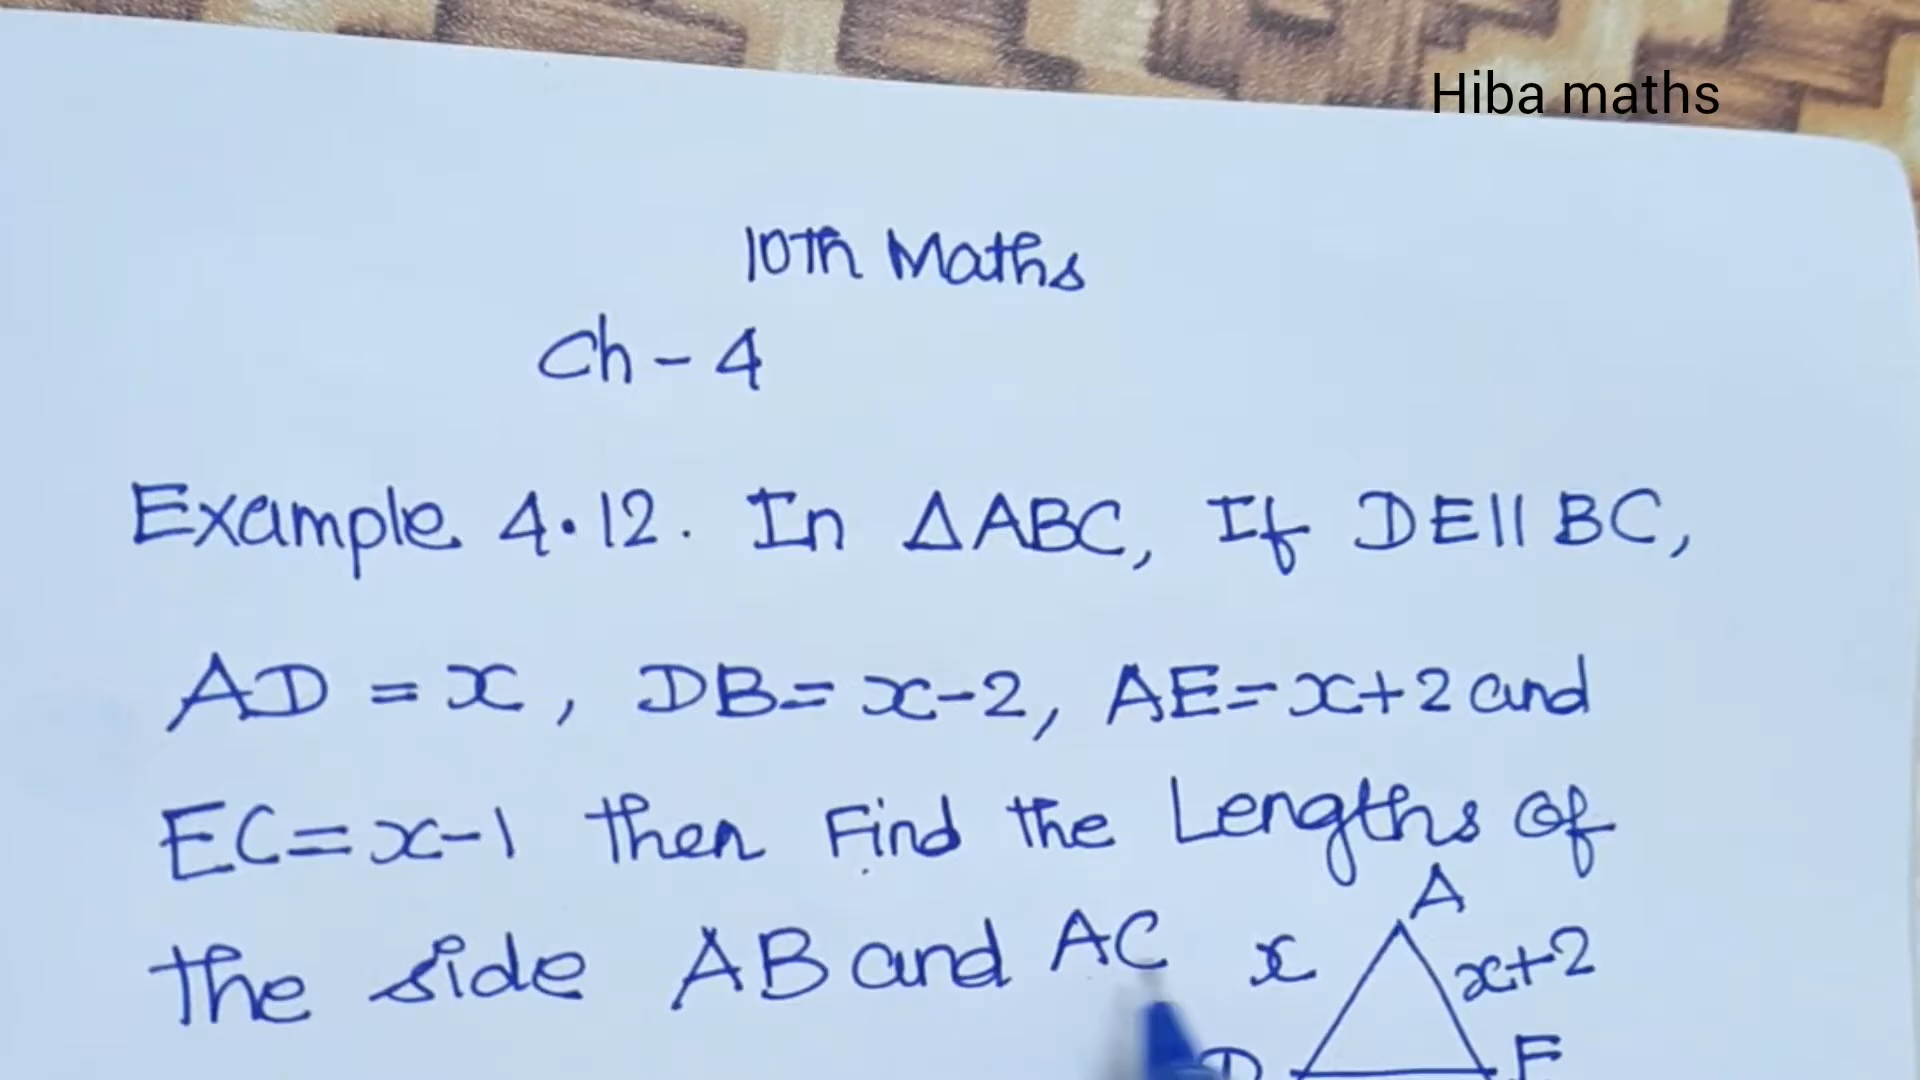 Hiba maths
10th Maths
Ch - 4
Example 4.12. In ΔABC, If DE || BC,
AD = x, DB = x-2, AE = x+2 and
EC = x-1 then Find the Lengths of
the side AB and AC
A
x x+2
D E